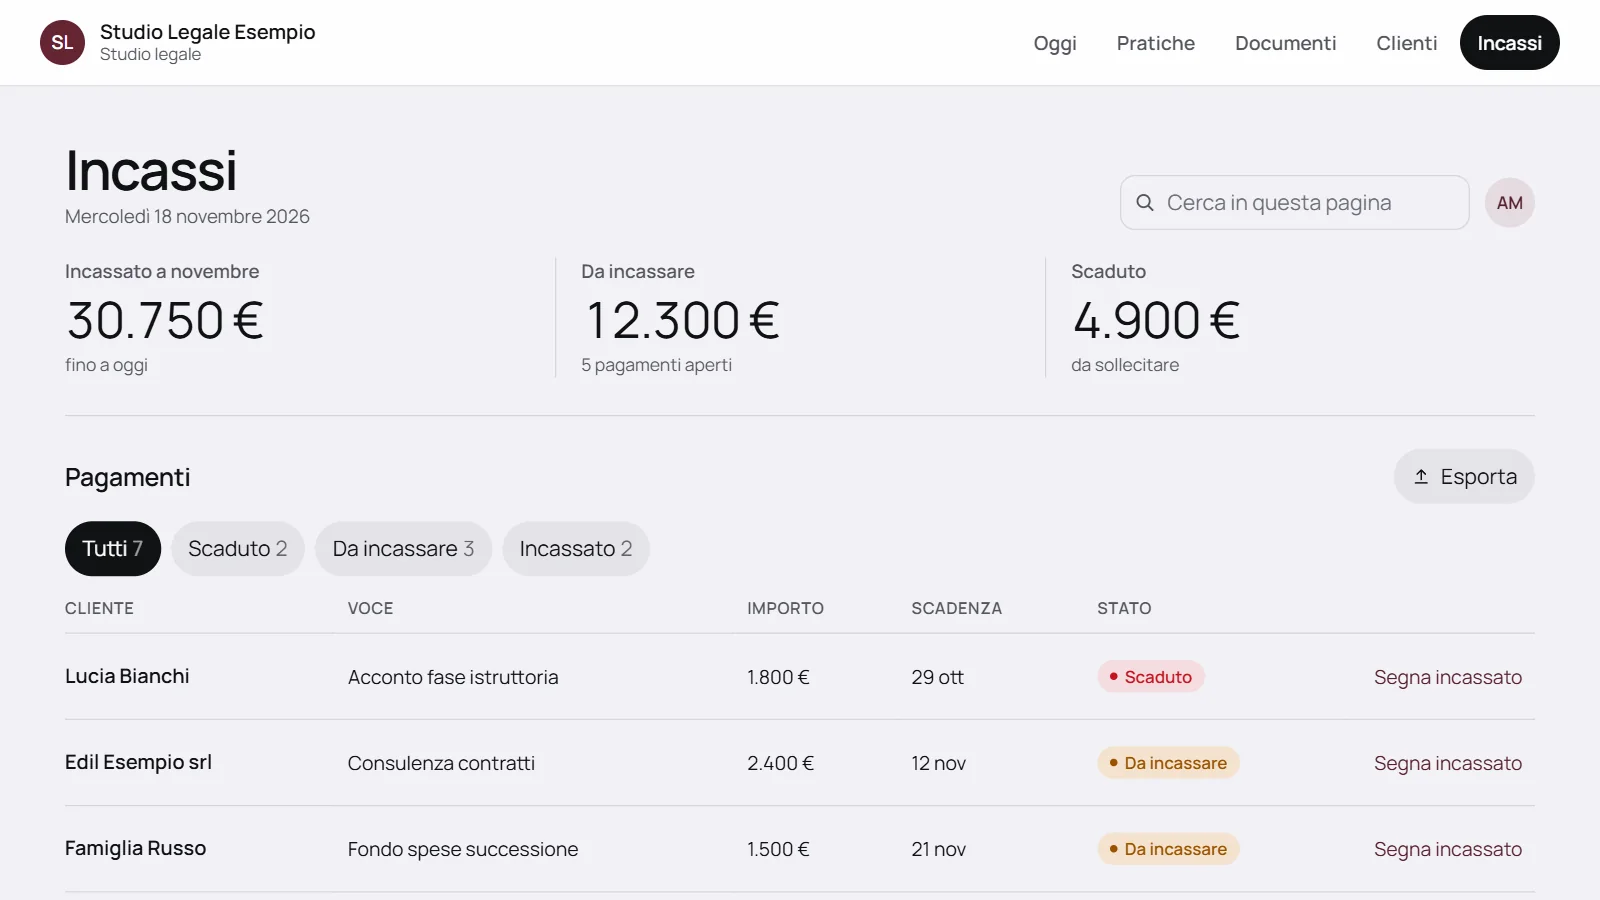 SL
Studio Legale Esempio
Studio legale
Oggi
Pratiche
Documenti
Clienti
Incassi
Incassi
Mercoledì 18 novembre 2026
Cerca in questa pagina
AM
Incassato a novembre
30.750 €
fino a oggi
Da incassare
12.300 €
5 pagamenti aperti
Scaduto
4.900 €
da sollecitare
Pagamenti
Esporta
Tutti 7
Scaduto 2
Da incassare 3
Incassato 2
CLIENTE VOCE IMPORTO SCADENZA STATO
Lucia Bianchi Acconto fase istruttoria 1.800 € 29 ott Scaduto Segna incassato
Edil Esempio srl Consulenza contratti 2.400 € 12 nov Da incassare Segna incassato
Famiglia Russo Fondo spese successione 1.500 € 21 nov Da incassare Segna incassato